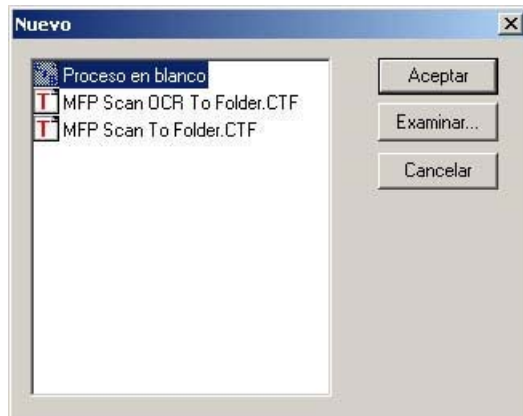 Nuevo
Proceso en blanco
MFP Scan OCR To Folder.CTF
MFP Scan To Folder.CTF
Aceptar
Examinar...
Cancelar